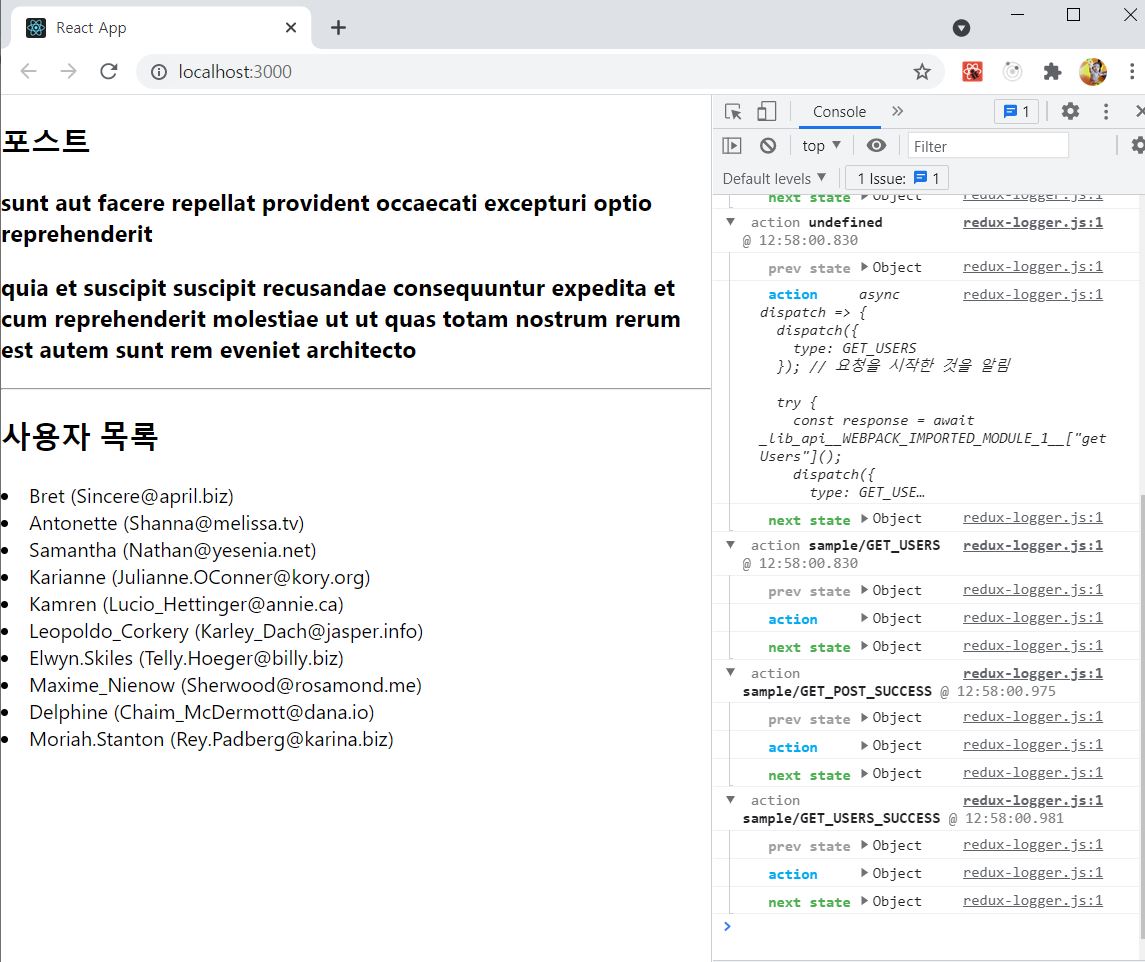 React App
localhost:3000
포스트
sunt aut facere repellat provident occaecati excepturi optio
reprehenderit
quia et suscipit suscipit recusandae consequuntur expedita et
cum reprehenderit molestiae ut ut quas totam nostrum rerum
est autem sunt rem eveniet architecto
사용자 목록
Bret (Sincere@april.biz)
Antonette (Shanna@melissa.tv)
Samantha (Nathan@yesenia.net)
Karianne (Julianne.OConner@kory.org)
Kamren (Lucio_Hettinger@annie.ca)
Leopoldo_Corkery (Karley_Dach@jasper.info)
Elwyn.Skiles (Telly.Hoeger@billy.biz)
Maxime_Nienow (Sherwood@rosamond.me)
Delphine (Chaim_McDermott@dana.io)
Moriah.Stanton (Rey.Padberg@karina.biz)
Console » 1
top Filter
Default levels 1 Issue: 1
next state Object redux-logger.js:1
action undefined redux-logger.js:1
@ 12:58:00.830
prev state Object redux-logger.js:1
action async redux-logger.js:1
dispatch => {
dispatch({
type: GET_USERS
}); // 요청을 시작한 것을 알림
try {
const response = await
_lib_api__WEBPACK_IMPORTED_MODULE_1__["get
Users"]();
dispatch({
type: GET_USE…
next state Object redux-logger.js:1
action sample/GET_USERS redux-logger.js:1
@ 12:58:00.830
prev state Object redux-logger.js:1
action Object redux-logger.js:1
next state Object redux-logger.js:1
action redux-logger.js:1
sample/GET_POST_SUCCESS @ 12:58:00.975
prev state Object redux-logger.js:1
action Object redux-logger.js:1
next state Object redux-logger.js:1
action redux-logger.js:1
sample/GET_USERS_SUCCESS @ 12:58:00.981
prev state Object redux-logger.js:1
action Object redux-logger.js:1
next state Object redux-logger.js:1